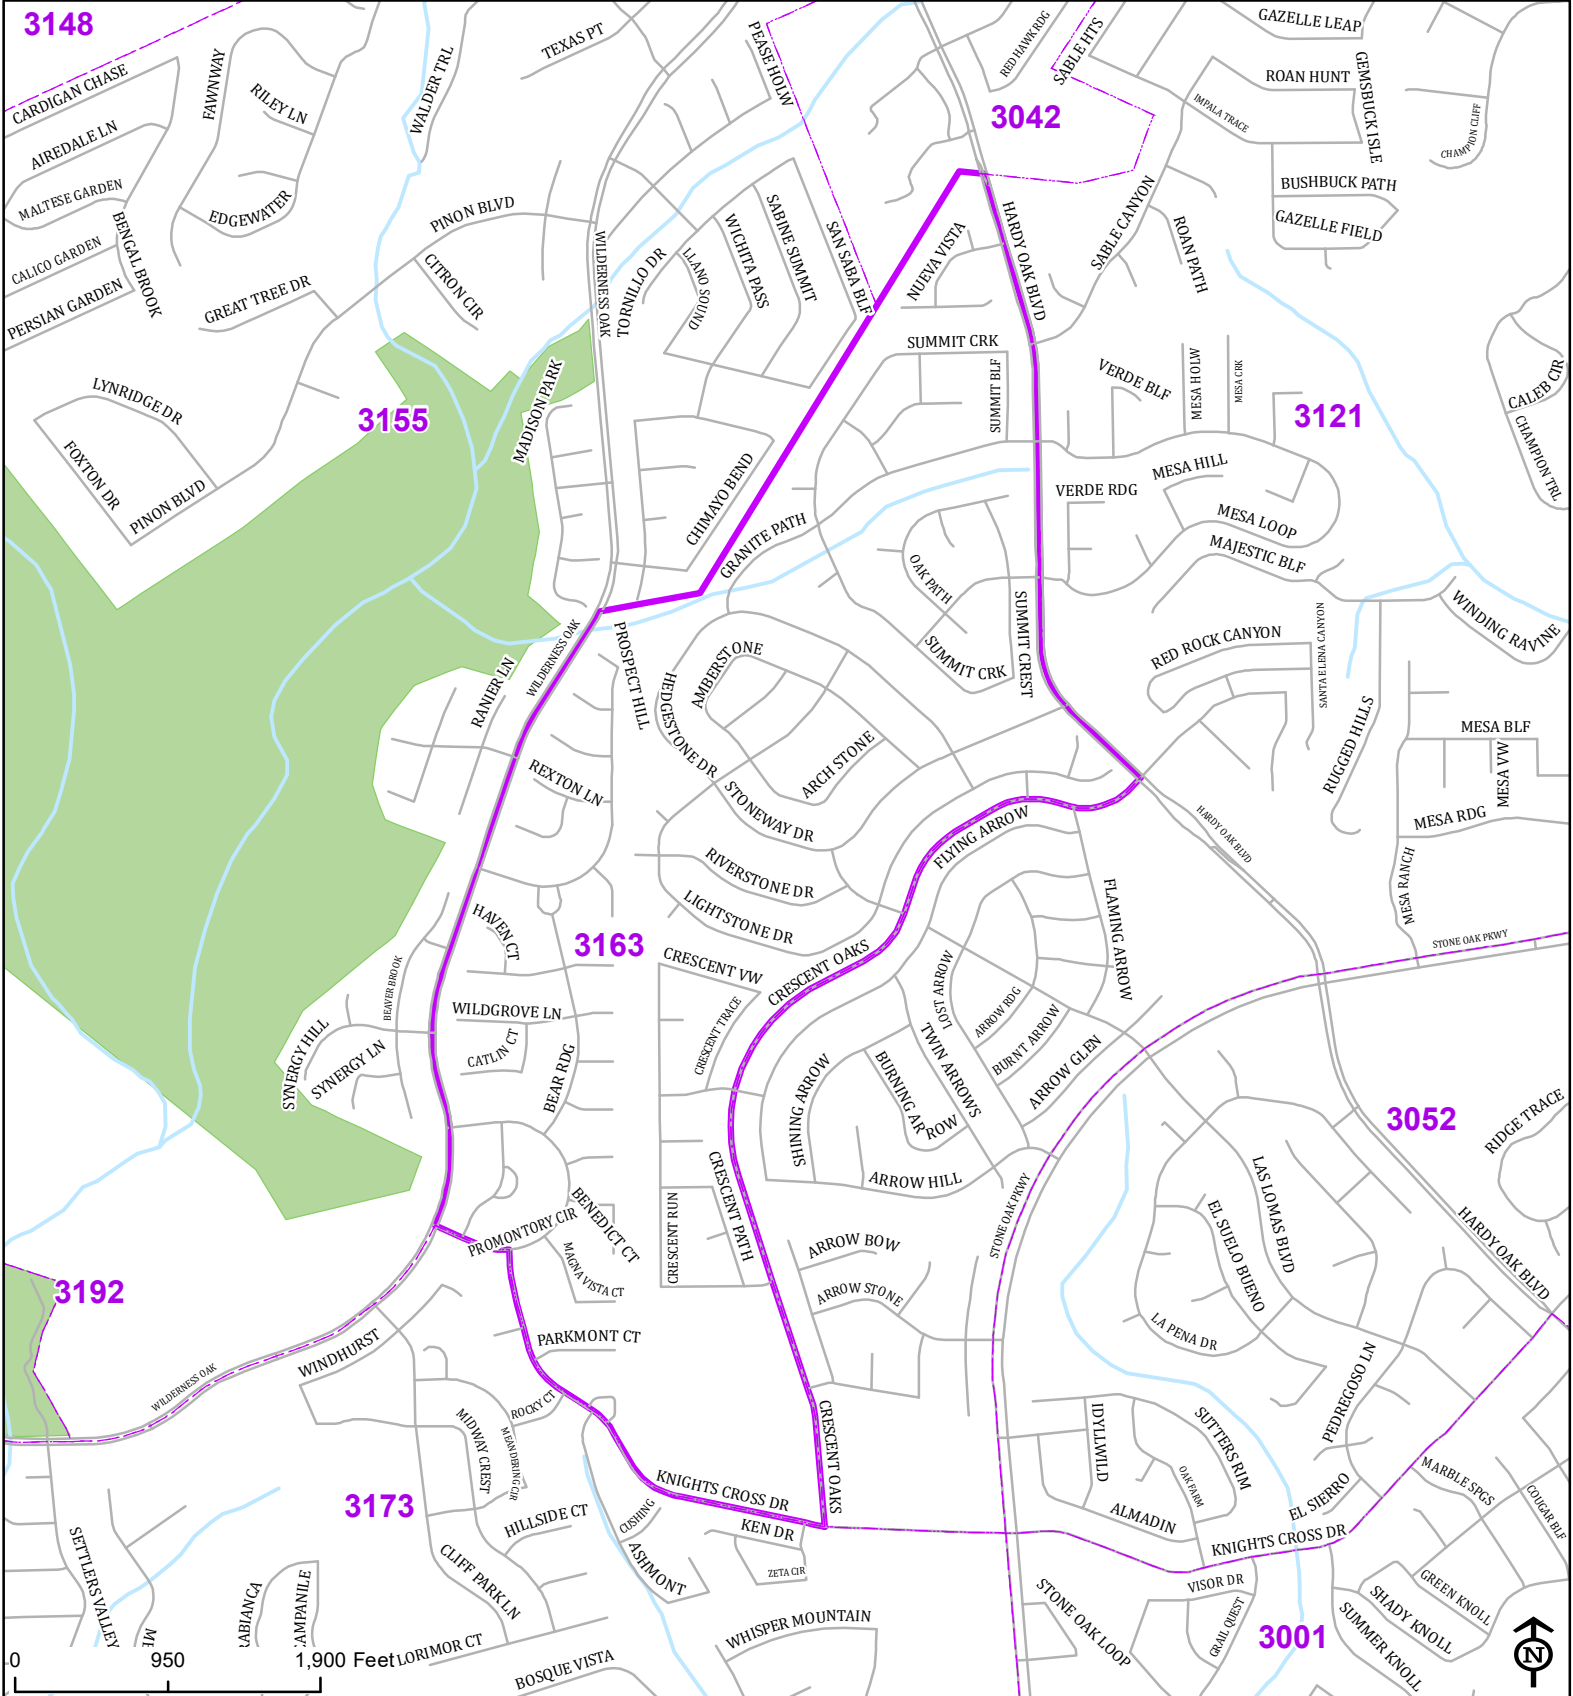 3148
PEASE HOLW
GAZELLE LEAP
TEXAS PT
RED HAWK RDG
SABLE HTS
FAWNWAY
WALDER TRL
GEMSBUCK ISLE
CARDIGAN CHASE
ROAN HUNT
RILEY LN
IMPALA TRACE
3042
CHAMPION CLIFF
AIREDALE LN
MALTESE GARDEN
BUSHBUCK PATH
EDGEWATER
PINON BLVD
SABINE SUMMIT
WICHITA PASS
SAN SABA BLF
NUEVA VISTA
HARDY OAK BLVD
SABLE CANYON
ROAN PATH
GAZELLE FIELD
BENGAL BROOK
CALICO GARDEN
CITRON CIR
WILDERNESS OAK
TORNILLO DR
LLANO SOUND
PERSIAN GARDEN
GREAT TREE DR
SUMMIT CRK
SUMMIT BLF
VERDE BLF
MESA HOLW
MESA CRK
CALEB CIR
LYNRIDGE DR
3155
MADISON PARK
3121
CHAMPION TRL
FOXTON DR
PINON BLVD
CHIMAYO BEND
MESA HILL
VERDE RDG
GRANITE PATH
MESA LOOP
MAJESTIC BLF
OAK PATH
SUMMIT CREST
WILDERNESS OAK
PROSPECT HILL
AMBERSTONE
SUMMIT CRK
RED ROCK CANYON
SANTA ELENA CANYON
WINDING RAVINE
RANIER LN
HEDGESTONE DR
RUGGED HILLS
MESA BLF
MESA VW
REXTON LN
ARCH STONE
STONEWAY DR
FLYING ARROW
HARDY OAK BLVD
MESA RDG
RIVERSTONE DR
LIGHTSTONE DR
FLAMING ARROW
MESA RANCH
HAVEN CT
3163
CRESCENT VW
CRESCENT OAKS
STONE OAK PKWY
BEAVER BROOK
CRESCENT TRACE
LOST ARROW
ARROW RDG
WILDGROVE LN
SYNERGY HILL
SYNERGY LN
CATLIN CT
BEAR RDG
TWIN ARROWS
BURNT ARROW
ARROW GLEN
SHINING ARROW
BURNING ARROW
3052
RIDGE TRACE
CRESCENT PATH
ARROW HILL
STONE OAK PKWY
LAS LOMAS BLVD
EL SUELO BUENO
CRESCENT RUN
BENEDICT CT
PROMONTORY CIR
MAGNA VISTA CT
ARROW BOW
ARROW STONE
HARDY OAK BLVD
3192
LA PENA DR
PARKMONT CT
WINDHURST
WILDERNESS OAK
PEDREGOSO LN
ROCKY CT
MIDWAY CREST
MEANDERING CIR
CRESCENT OAKS
IDYLLWILD
SUTTERS RIM
OAK FARM
MARBLE SPGS
COUGAR BLF
KNIGHTS CROSS DR
3173
CUSHING
EL SIERRO
ALMADIN
HILLSIDE CT
KEN DR
KNIGHTS CROSS DR
SETTLERS VALLEY
CLIFF PARK LN
ASHMONT
ZETA CIR
STONE OAK LOOP
VISOR DR
GREEN KNOLL
SHADY KNOLL
SUMMER KNOLL
GRAIL QUEST
3001
RABIANCA
AMPANILE
ME
WHISPER MOUNTAIN
LORIMOR CT
BOSQUE VISTA
0 950 1,900 Feet
N